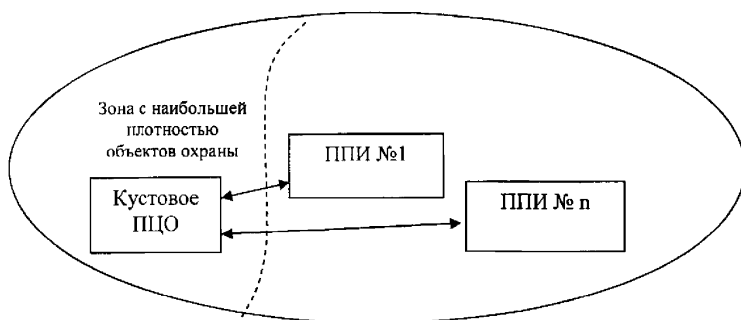 Зона с наибольшей
плотностью
объектов охраны
ППИ №1
Кустовое
ПЦО
ППИ № n